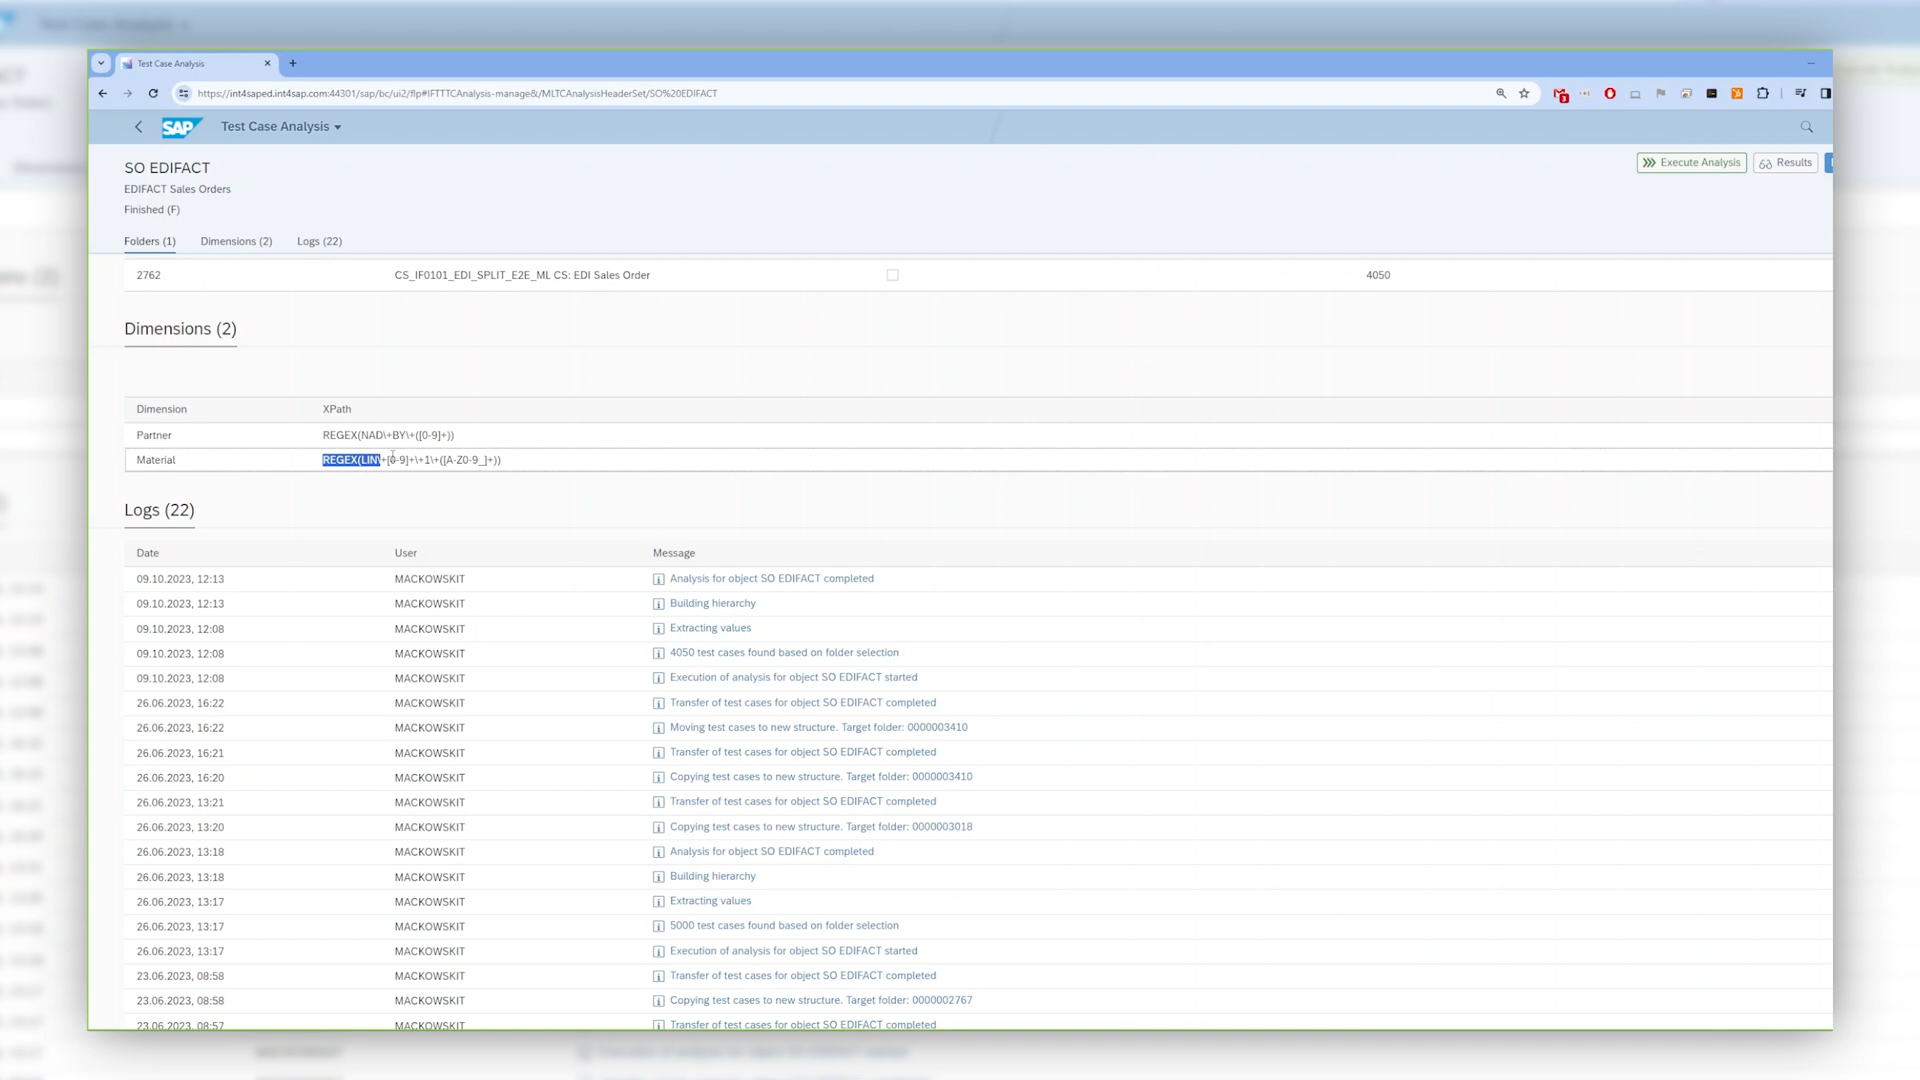 Test Case Analysis
https://int4saped.int4sap.com:44301/sap/bc/ui2/flp#IFTTTCAnalysis-manage&/MLTCAnalysisHeaderSet/SO%20EDIFACT
3
SAP Test Case Analysis
SO EDIFACT
Execute Analysis Results
EDIFACT Sales Orders
Finished (F)
Folders (1) Dimensions (2) Logs (22)
2762 CS_IF0101_EDI_SPLIT_E2E_ML CS: EDI Sales Order 4050
Dimensions (2)
Dimension XPath
Partner REGEX(NAD\+BY\+([0-9]+))
Material REGEX(LIN\+[0-9]+\+1\+([A-Z0-9_]+))
Logs (22)
Date User Message
09.10.2023, 12:13 MACKOWSKIT Analysis for object SO EDIFACT completed
09.10.2023, 12:13 MACKOWSKIT Building hierarchy
09.10.2023, 12:08 MACKOWSKIT Extracting values
09.10.2023, 12:08 MACKOWSKIT 4050 test cases found based on folder selection
09.10.2023, 12:08 MACKOWSKIT Execution of analysis for object SO EDIFACT started
26.06.2023, 16:22 MACKOWSKIT Transfer of test cases for object SO EDIFACT completed
26.06.2023, 16:22 MACKOWSKIT Moving test cases to new structure. Target folder: 0000003410
26.06.2023, 16:21 MACKOWSKIT Transfer of test cases for object SO EDIFACT completed
26.06.2023, 16:20 MACKOWSKIT Copying test cases to new structure. Target folder: 0000003410
26.06.2023, 13:21 MACKOWSKIT Transfer of test cases for object SO EDIFACT completed
26.06.2023, 13:20 MACKOWSKIT Copying test cases to new structure. Target folder: 0000003018
26.06.2023, 13:18 MACKOWSKIT Analysis for object SO EDIFACT completed
26.06.2023, 13:18 MACKOWSKIT Building hierarchy
26.06.2023, 13:17 MACKOWSKIT Extracting values
26.06.2023, 13:17 MACKOWSKIT 5000 test cases found based on folder selection
26.06.2023, 13:17 MACKOWSKIT Execution of analysis for object SO EDIFACT started
23.06.2023, 08:58 MACKOWSKIT Transfer of test cases for object SO EDIFACT completed
23.06.2023, 08:58 MACKOWSKIT Copying test cases to new structure. Target folder: 0000002767
23.06.2023, 08:57 MACKOWSKIT Transfer of test cases for object SO EDIFACT completed